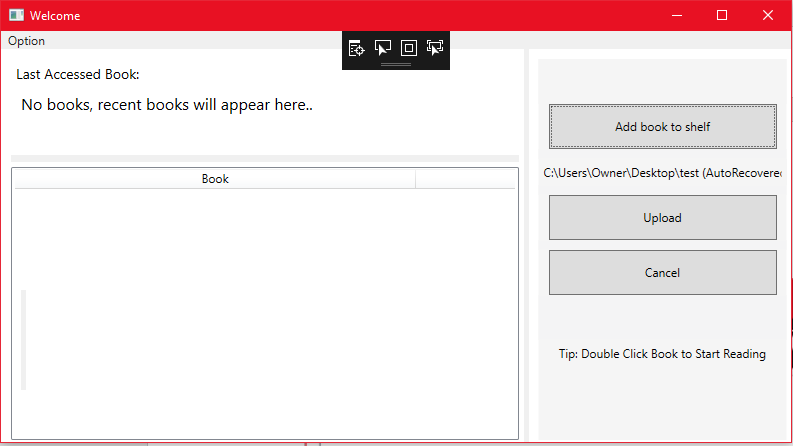 Welcome
Option
Last Accessed Book:
No books, recent books will appear here..
Book
Add book to shelf
C:\Users\Owner\Desktop\test (AutoRecovered
Upload
Cancel
Tip: Double Click Book to Start Reading